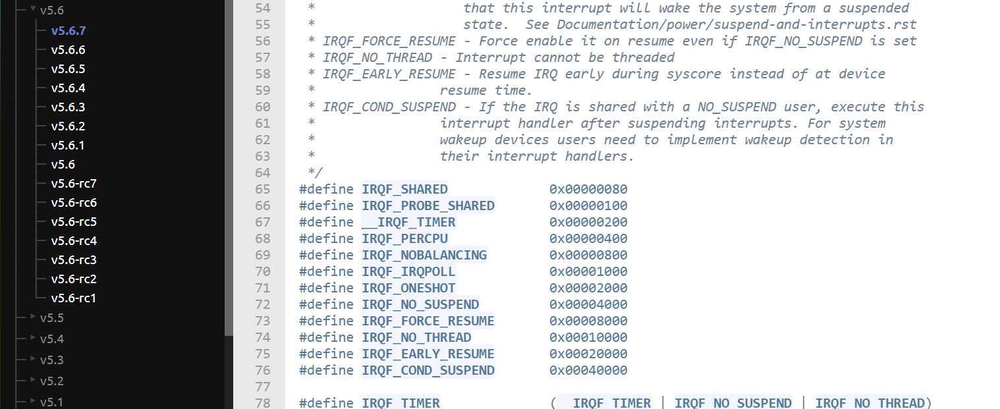 v5.6
v5.6.7
v5.6.6
v5.6.5
v5.6.4
v5.6.3
v5.6.2
v5.6.1
v5.6
v5.6-rc7
v5.6-rc6
v5.6-rc5
v5.6-rc4
v5.6-rc3
v5.6-rc2
v5.6-rc1
v5.5
v5.4
v5.3
v5.2
v5.1
54 * that this interrupt will wake the system from a suspended
55 * state. See Documentation/power/suspend-and-interrupts.rst
56 * IRQF_FORCE_RESUME - Force enable it on resume even if IRQF_NO_SUSPEND is set
57 * IRQF_NO_THREAD - Interrupt cannot be threaded
58 * IRQF_EARLY_RESUME - Resume IRQ early during syscore instead of at device
59 * resume time.
60 * IRQF_COND_SUSPEND - If the IRQ is shared with a NO_SUSPEND user, execute this
61 * interrupt handler after suspending interrupts. For system
62 * wakeup devices users need to implement wakeup detection in
63 * their interrupt handlers.
64 */
65 #define IRQF_SHARED 0x00000080
66 #define IRQF_PROBE_SHARED 0x00000100
67 #define __IRQF_TIMER 0x00000200
68 #define IRQF_PERCPU 0x00000400
69 #define IRQF_NOBALANCING 0x00000800
70 #define IRQF_IRQPOLL 0x00001000
71 #define IRQF_ONESHOT 0x00002000
72 #define IRQF_NO_SUSPEND 0x00004000
73 #define IRQF_FORCE_RESUME 0x00008000
74 #define IRQF_NO_THREAD 0x00010000
75 #define IRQF_EARLY_RESUME 0x00020000
76 #define IRQF_COND_SUSPEND 0x00040000
77
78 #define IRQF_TIMER (__IRQF_TIMER | IRQF_NO_SUSPEND | IRQF_NO_THREAD)